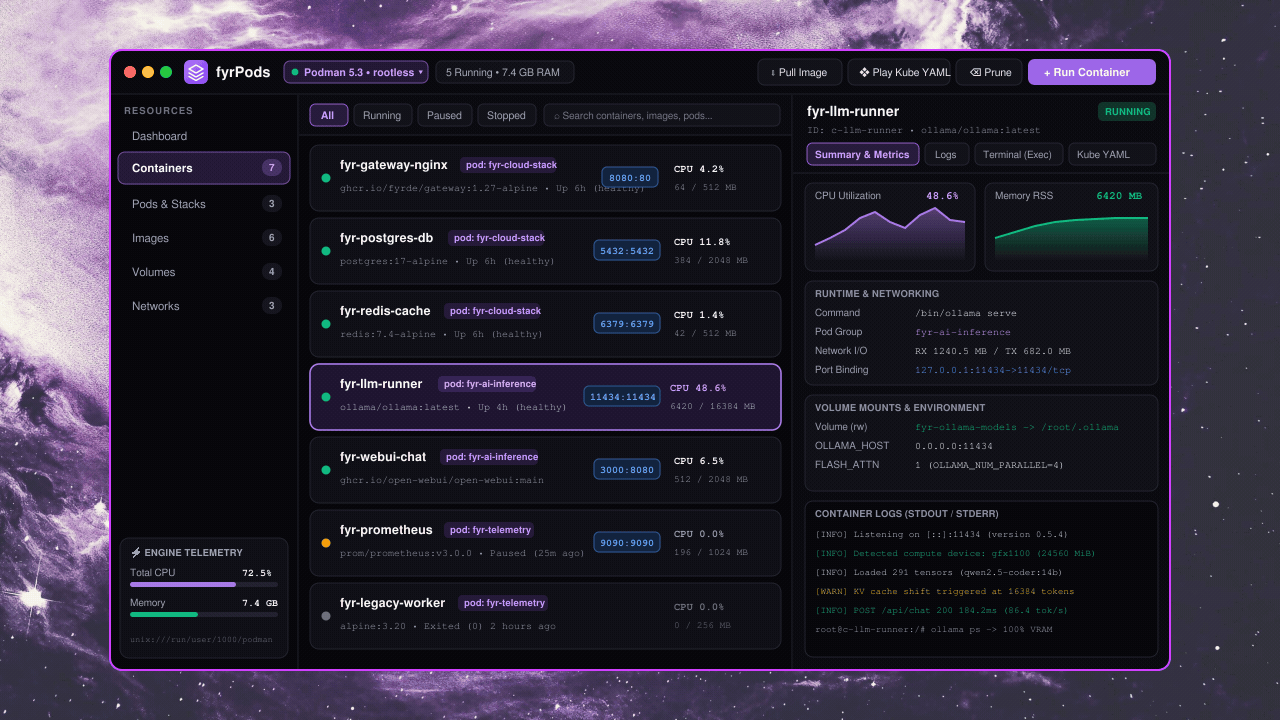 fyrPods
Podman 5.3 • rootless ▾
5 Running • 7.4 GB RAM
Pull Image
❖ Play Kube YAML
⌫ Prune
+ Run Container
RESOURCES
Dashboard
Containers 7
Pods & Stacks 3
Images 6
Volumes 4
Networks 3
⚡ ENGINE TELEMETRY
Total CPU 72.5%
Memory 7.4 GB
unix:///run/user/1000/podman
All
Running
Paused
Stopped
⌕ Search containers, images, pods...
fyr-gateway-nginx pod: fyr-cloud-stack
ghcr.io/fyrde/gateway:1.27-alpine • Up 6h (healthy)
8080:80
CPU 4.2%
64 / 512 MB
fyr-postgres-db pod: fyr-cloud-stack
postgres:17-alpine • Up 6h (healthy)
5432:5432
CPU 11.8%
384 / 2048 MB
fyr-redis-cache pod: fyr-cloud-stack
redis:7.4-alpine • Up 6h (healthy)
6379:6379
CPU 1.4%
42 / 512 MB
fyr-llm-runner pod: fyr-ai-inference
ollama/ollama:latest • Up 4h (healthy)
11434:11434
CPU 48.6%
6420 / 16384 MB
fyr-webui-chat pod: fyr-ai-inference
ghcr.io/open-webui/open-webui:main
3000:8080
CPU 6.5%
512 / 2048 MB
fyr-prometheus pod: fyr-telemetry
prom/prometheus:v3.0.0 • Paused (25m ago)
9090:9090
CPU 0.0%
196 / 1024 MB
fyr-legacy-worker pod: fyr-telemetry
alpine:3.20 • Exited (0) 2 hours ago
CPU 0.0%
0 / 256 MB
fyr-llm-runner RUNNING
ID: c-llm-runner • ollama/ollama:latest
Summary & Metrics
Logs
Terminal (Exec)
Kube YAML
CPU Utilization 48.6%
Memory RSS 6420 MB
RUNTIME & NETWORKING
Command /bin/ollama serve
Pod Group fyr-ai-inference
Network I/O RX 1240.5 MB / TX 682.0 MB
Port Binding 127.0.0.1:11434->11434/tcp
VOLUME MOUNTS & ENVIRONMENT
Volume (rw) fyr-ollama-models -> /root/.ollama
OLLAMA_HOST 0.0.0.0:11434
FLASH_ATTN 1 (OLLAMA_NUM_PARALLEL=4)
CONTAINER LOGS (STDOUT / STDERR)
[INFO] Listening on [::]:11434 (version 0.5.4)
[INFO] Detected compute device: gfx1100 (24560 MiB)
[INFO] Loaded 291 tensors (qwen2.5-coder:14b)
[WARN] KV cache shift triggered at 16384 tokens
[INFO] POST /api/chat 200 184.2ms (86.4 tok/s)
root@c-llm-runner:/# ollama ps -> 100% VRAM